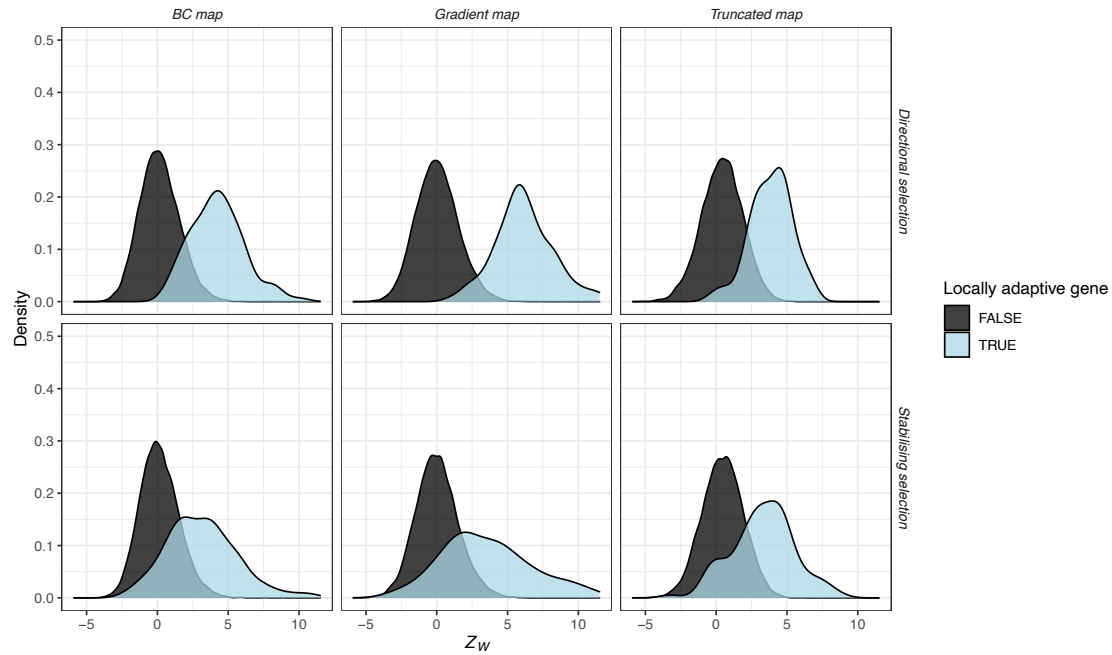 BC map
Gradient map
Truncated map
0.5
0.4
0.3
0.2
0.1
0.0
Directional selection
0.5
0.4
0.3
0.2
0.1
0.0
Stabilising selection
Density
−5 0 5 10
−5 0 5 10
−5 0 5 10
Z_W
Locally adaptive gene
FALSE
TRUE